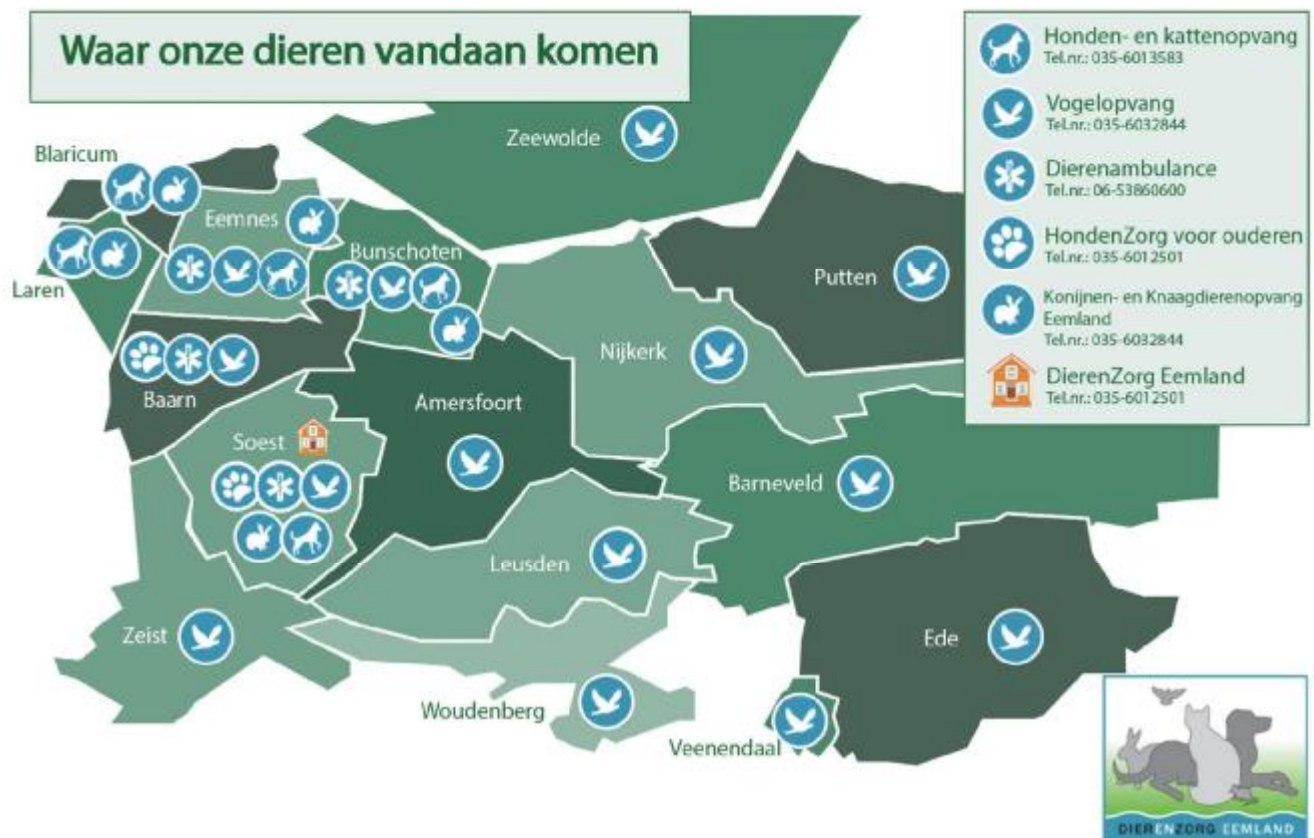 Waar onze dieren vandaan komen
Honden- en kattenopvang
Tel.nr.: 035-6013583
Vogelopvang
Tel.nr.: 035-6032844
Dierenambulance
Tel.nr.: 06-53860600
HondenZorg voor ouderen
Tel.nr.: 035-6012501
Konijnen- en Knaagdierenopvang
Eemland
Tel.nr.: 035-6032844
DierenZorg Eemland
Tel.nr.: 035-6012501
Zeewolde
Blaricum
Eemnes
Bunschoten
Laren
Putten
Nijkerk
Baarn
Amersfoort
Soest
Barneveld
Leusden
Zeist
Ede
Woudenberg
Veenendaal
DIERENZORG EEMLAND